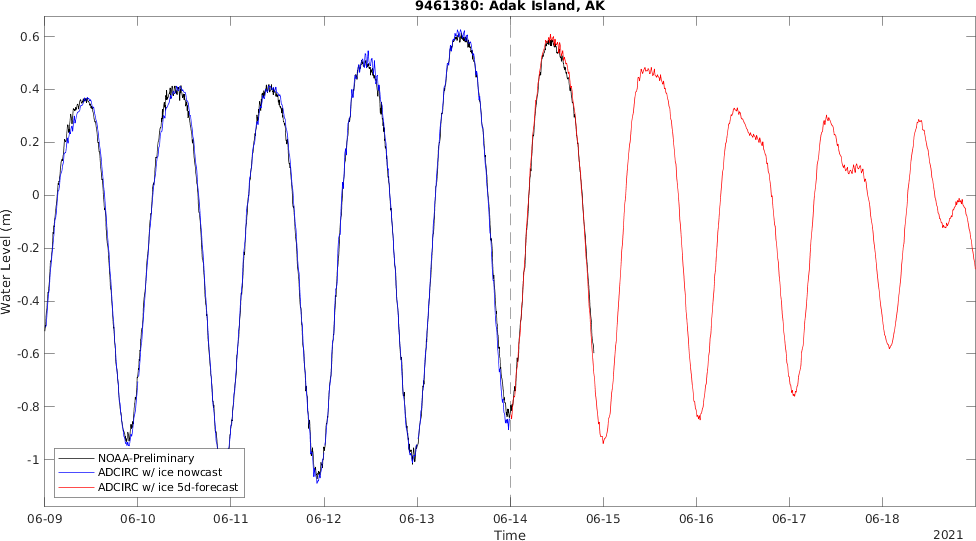 9461380: Adak Island, AK
0.6
0.4
0.2
0
-0.2
-0.4
-0.6
-0.8
-1
Water Level (m)
NOAA-Preliminary
ADCIRC w/ ice nowcast
ADCIRC w/ ice 5d-forecast
06-09 06-10 06-11 06-12 06-13 06-14 06-15 06-16 06-17 06-18
Time
2021